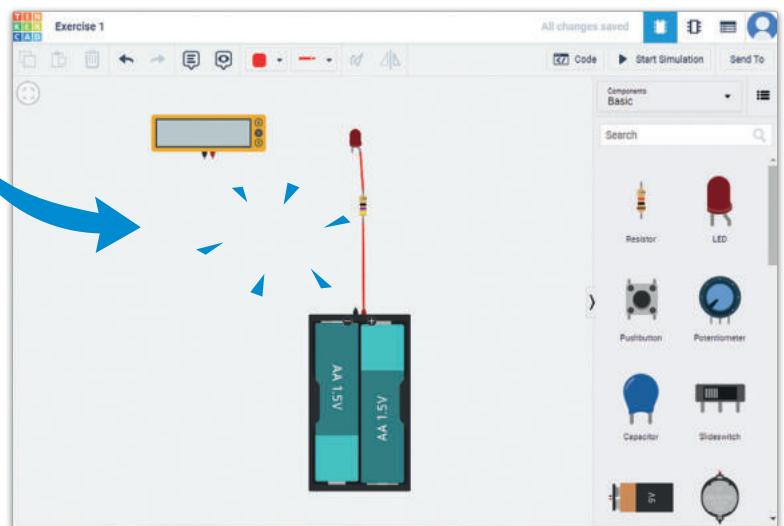 TIN
KER
CAD
Exercise 1
All changes saved
Code
Start Simulation
Send To
Components
Basic
Search
Resistor
LED
Pushbutton
Potentiometer
Capacitor
Slideswitch
9V
AA 1.5V
AA 1.5V